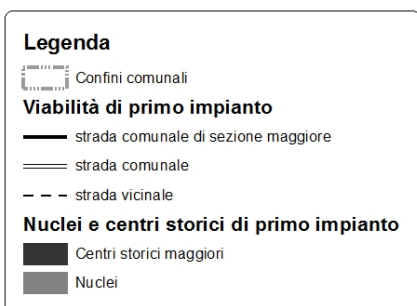 Legenda
Confini comunali
Viabilità di primo impianto
strada comunale di sezione maggiore
strada comunale
strada vicinale
Nuclei e centri storici di primo impianto
Centri storici maggiori
Nuclei